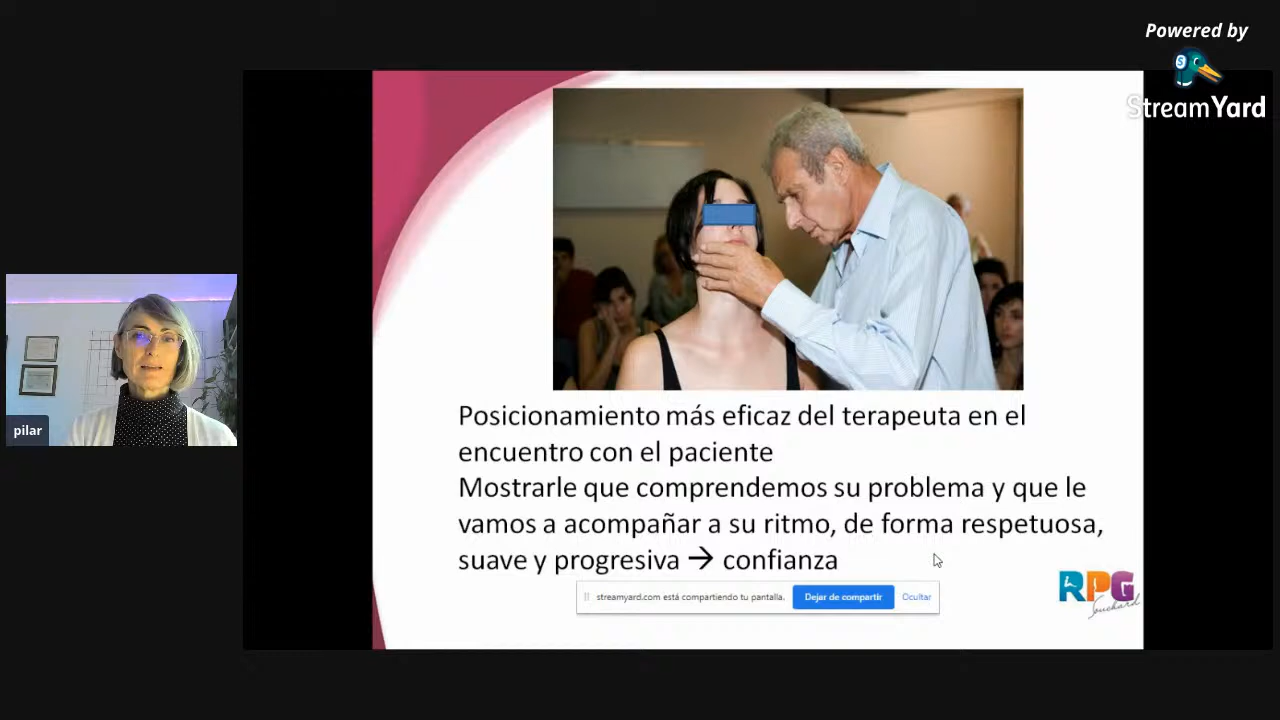 Powered by
StreamYard
Posicionamiento más eficaz del terapeuta en el
encuentro con el paciente
Mostrarle que comprendemos su problema y que le
vamos a acompañar a su ritmo, de forma respetuosa,
suave y progresiva → confianza
pilar
streamyard.com está compartiendo tu pantalla.
Dejar de compartir
Ocultar
RPG
Souchard